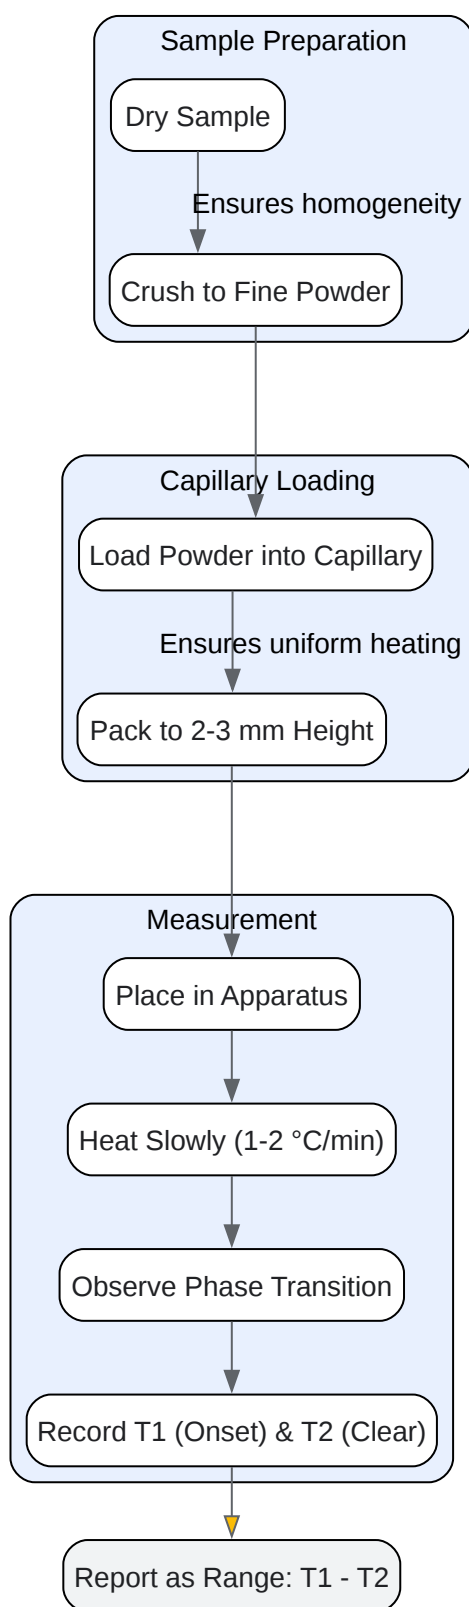 Sample Preparation
Dry Sample
Ensures homogeneity
Crush to Fine Powder
Capillary Loading
Load Powder into Capillary
Ensures uniform heating
Pack to 2-3 mm Height
Measurement
Place in Apparatus
Heat Slowly (1-2 °C/min)
Observe Phase Transition
Record T1 (Onset) & T2 (Clear)
Report as Range: T1 - T2